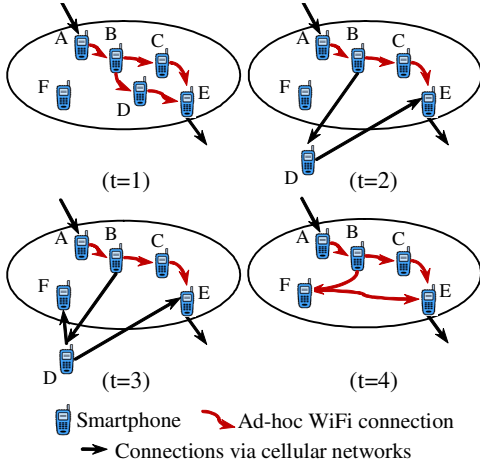 A B C
F D E
(t=1)
A B C
F E
D
(t=2)
A B C
F E
D
(t=3)
A B C
F E
(t=4)
Smartphone Ad-hoc WiFi connection
Connections via cellular networks